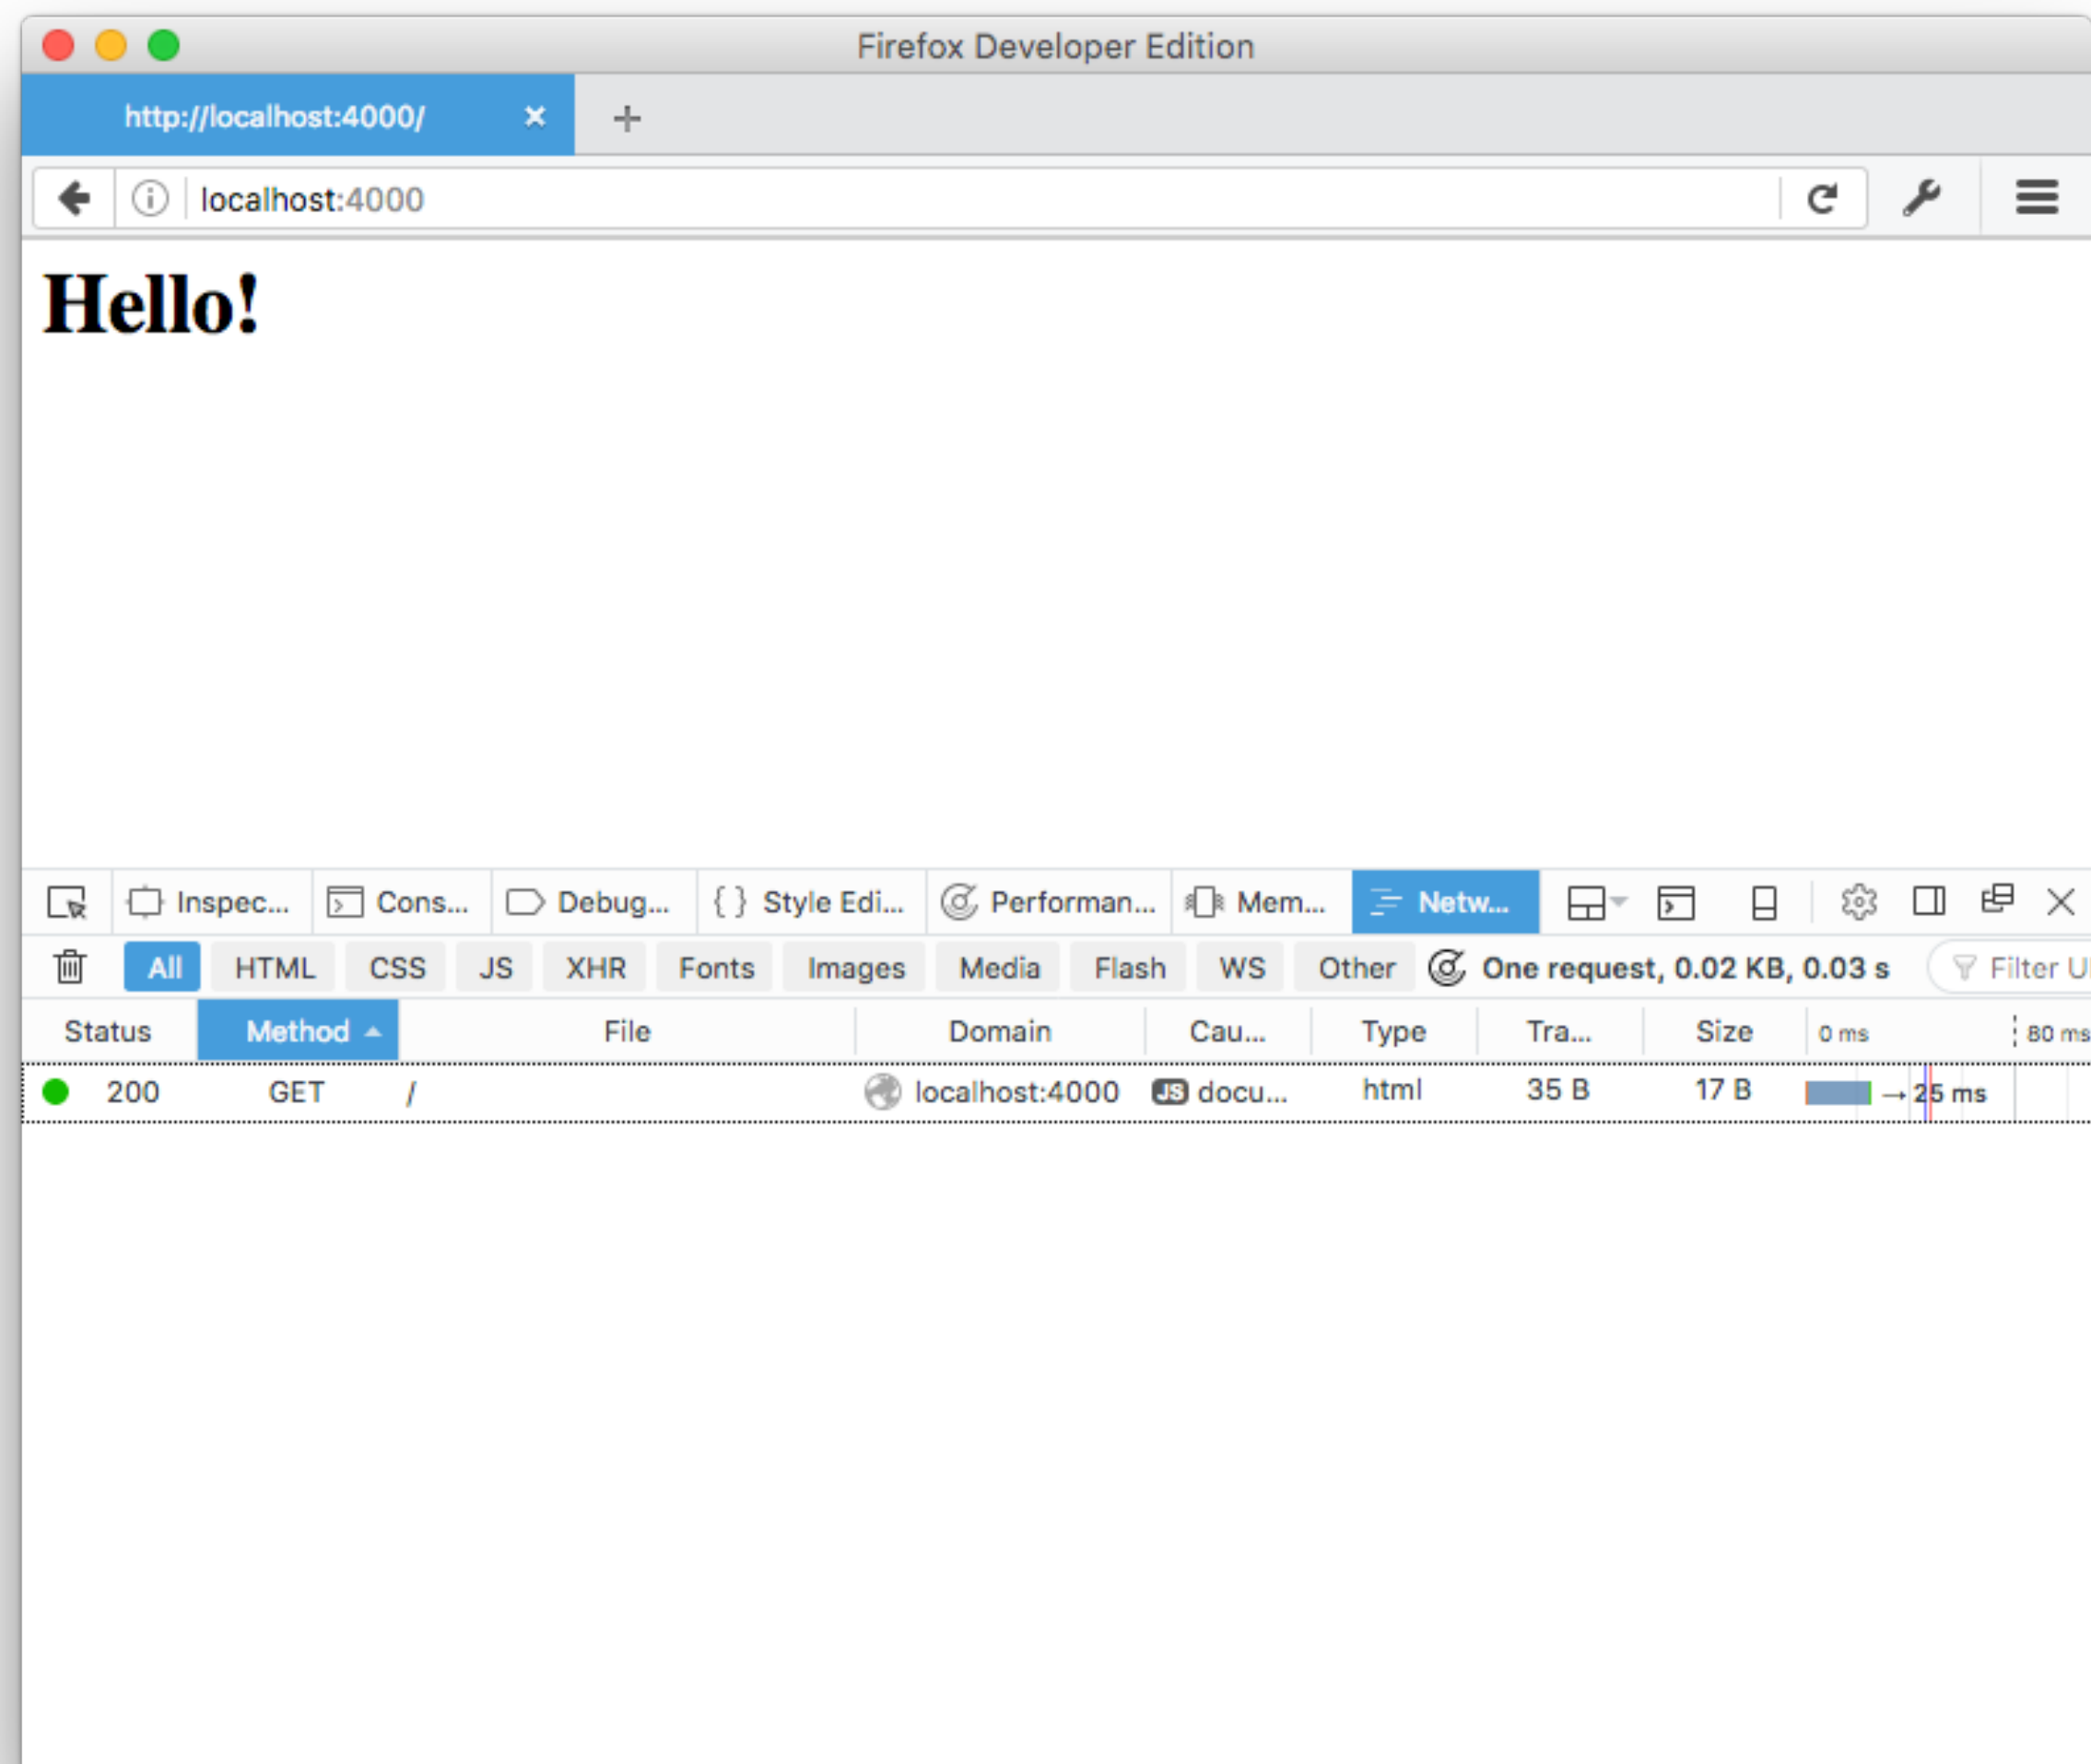 Firefox Developer Edition
http://localhost:4000/
localhost:4000
Hello!
Inspec... Cons... Debug... { } Style Edi... Performan... Mem... Netw...
All HTML CSS JS XHR Fonts Images Media Flash WS Other One request, 0.02 KB, 0.03 s Filter U
Status Method File Domain Cau... Type Tra... Size 0 ms 80 ms
200 GET / localhost:4000 JS docu... html 35 B 17 B → 25 ms